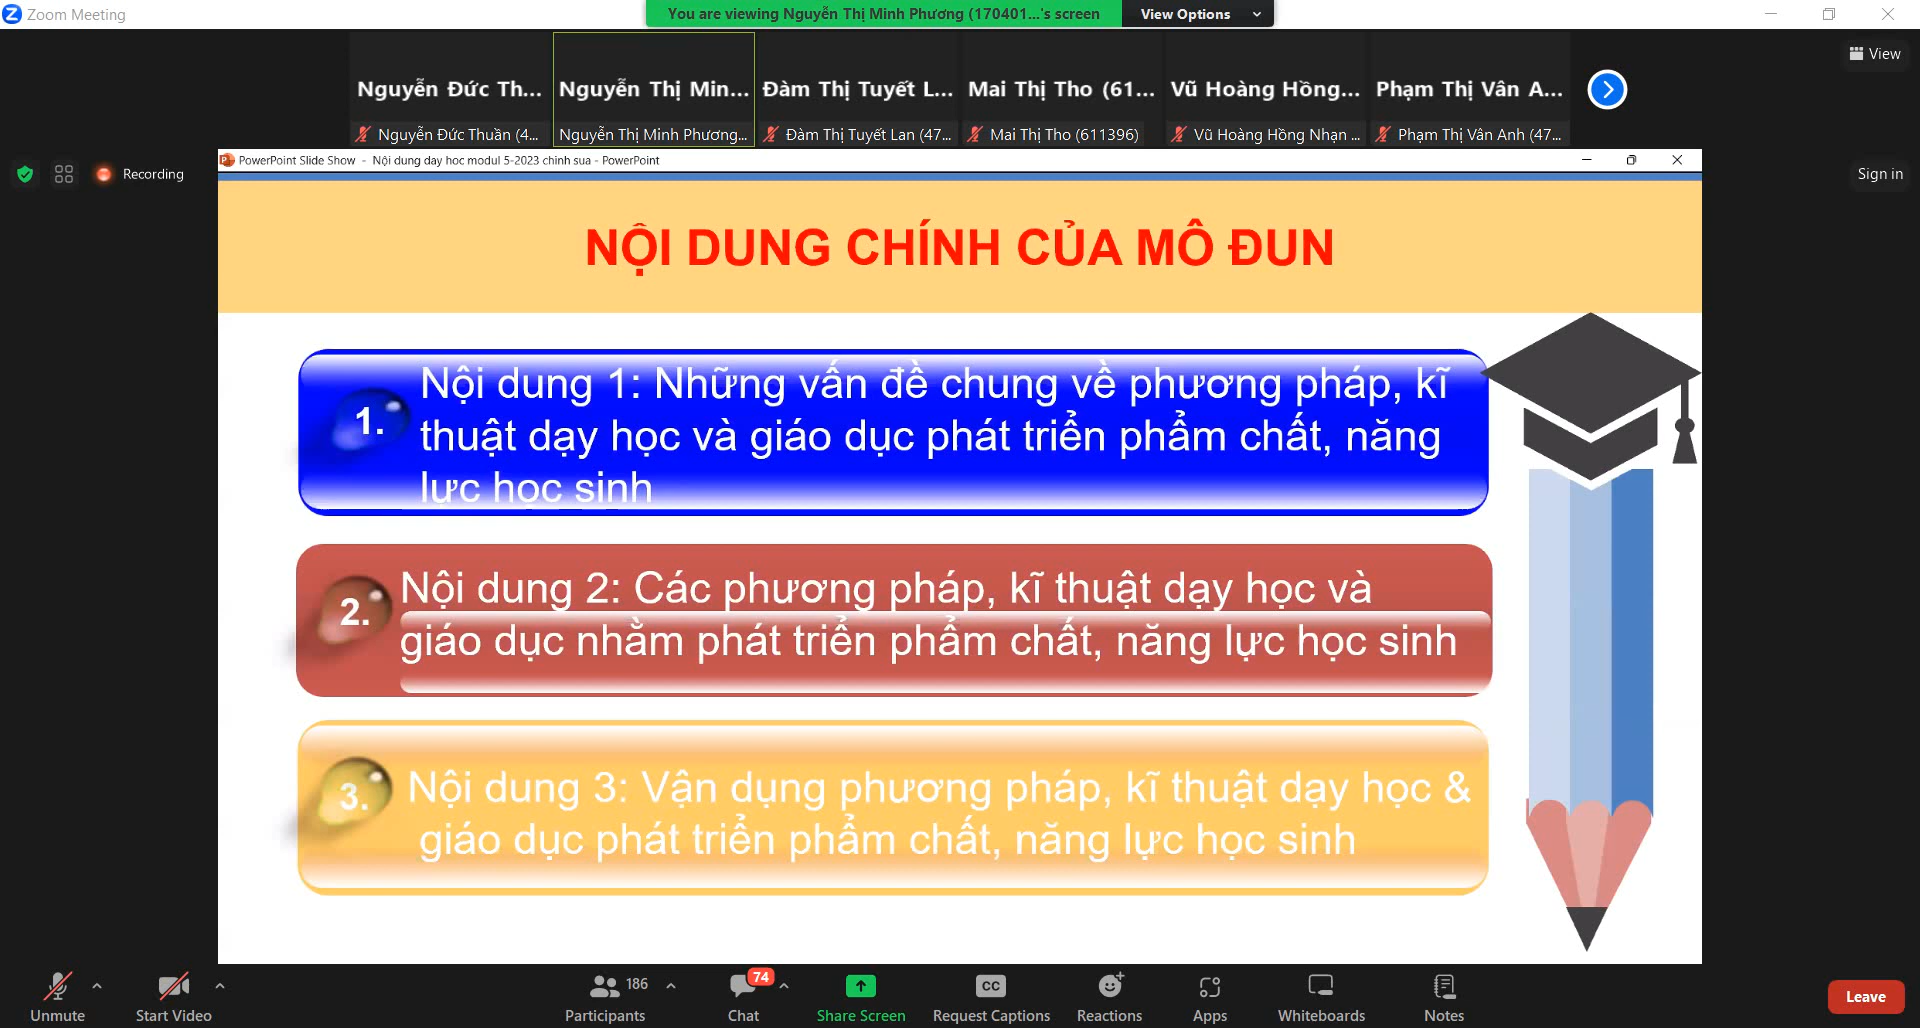 Zoom Meeting
You are viewing Nguyễn Thị Minh Phương (170401...'s screen
View Options
View
Nguyễn Đức Th...
Nguyễn Thị Min...
Đàm Thị Tuyết L...
Mai Thị Tho (61...
Vũ Hoàng Hồng...
Phạm Thị Vân A...
Nguyễn Đức Thuần (4...
Nguyễn Thị Minh Phương...
Đàm Thị Tuyết Lan (47...
Mai Thị Tho (611396)
Vũ Hoàng Hồng Nhạn ...
Phạm Thị Vân Anh (47...
Recording
Sign in
PowerPoint Slide Show - Nội dung day hoc modul 5-2023 chinh sua - PowerPoint
NỘI DUNG CHÍNH CỦA MÔ ĐUN
1.
Nội dung 1: Những vấn đề chung về phương pháp, kĩ
thuật dạy học và giáo dục phát triển phẩm chất, năng
lực học sinh
2.
Nội dung 2: Các phương pháp, kĩ thuật dạy học và
giáo dục nhằm phát triển phẩm chất, năng lực học sinh
3.
Nội dung 3: Vận dụng phương pháp, kĩ thuật dạy học &
giáo dục phát triển phẩm chất, năng lực học sinh
Unmute
Start Video
186
Participants
74
Chat
Share Screen
CC
Request Captions
Reactions
Apps
Whiteboards
Notes
Leave